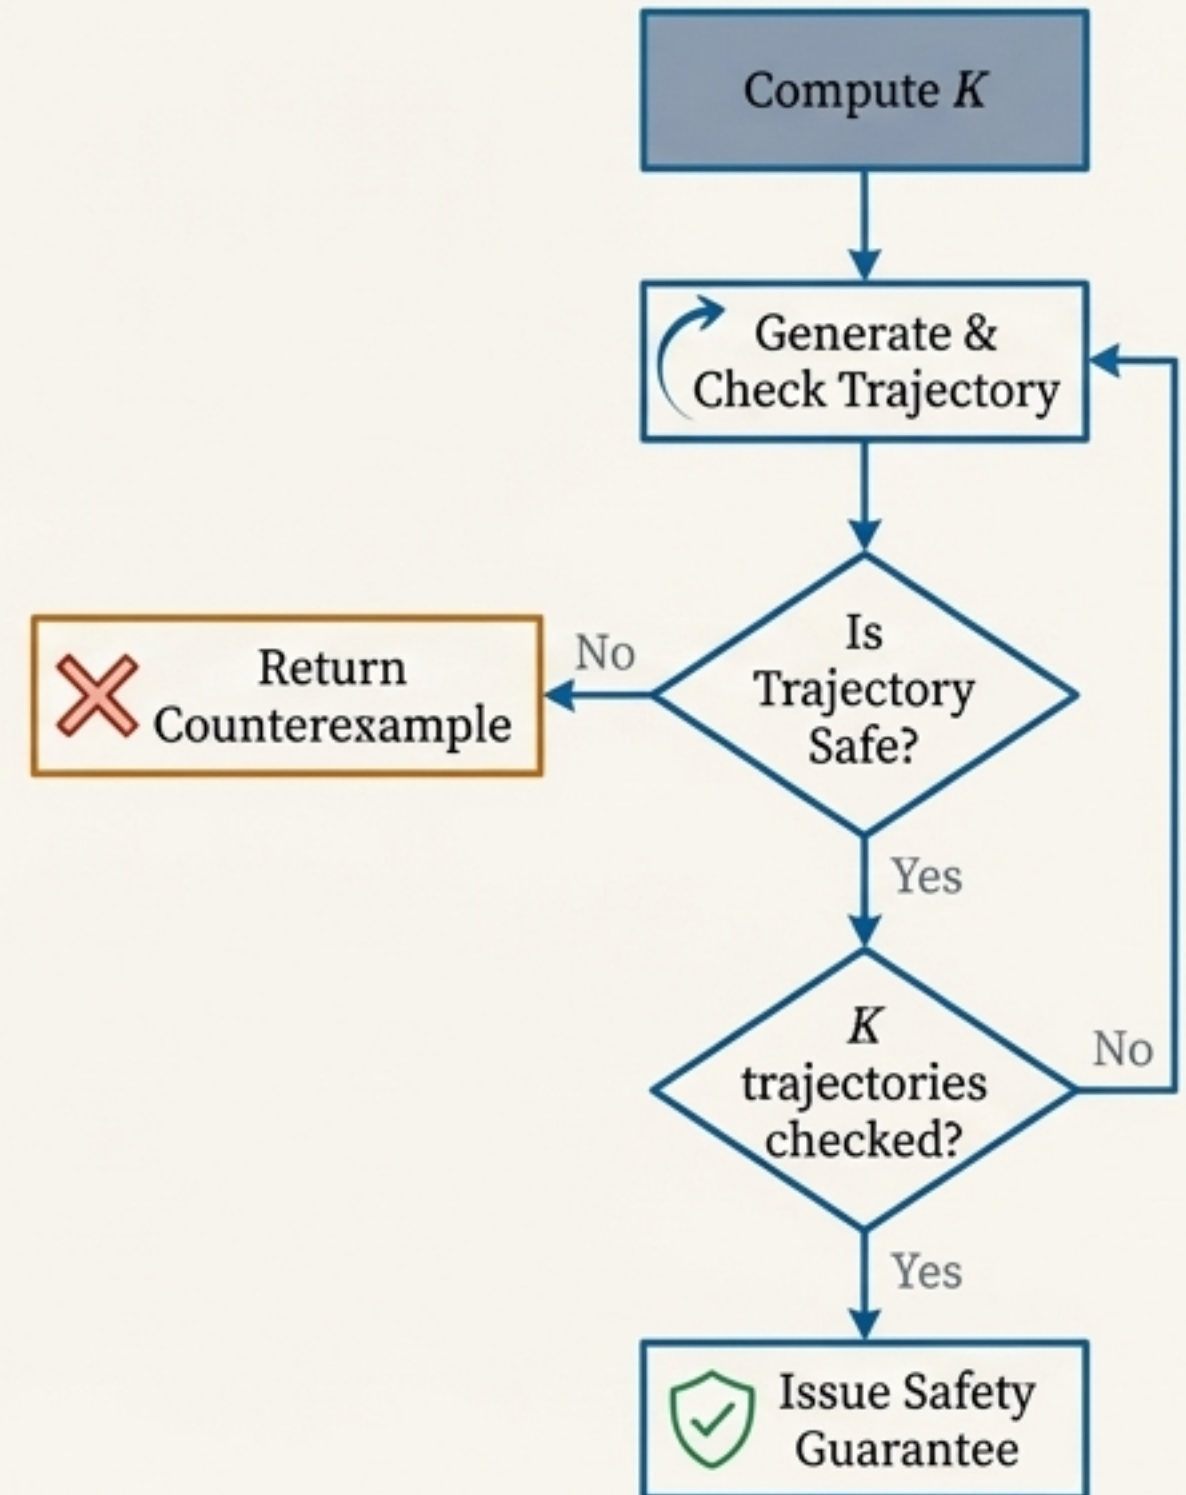 Compute K
Generate &
Check Trajectory
Is
Trajectory
Safe?
No
Return
Counterexample
Yes
K
trajectories
checked?
No
Yes
Issue Safety
Guarantee